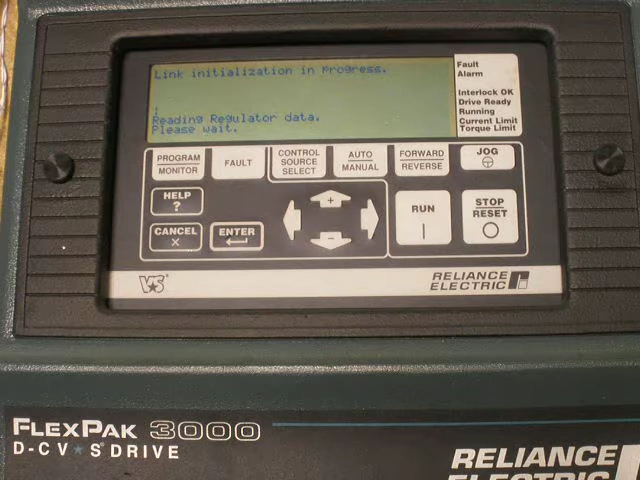 Link initialization in Progress.
Reading Regulator data.
Please wait.
Fault
Alarm
Interlock OK
Drive Ready
Running
Current Limit
Torque Limit
PROGRAM
MONITOR
FAULT
CONTROL
SOURCE
SELECT
AUTO
MANUAL
FORWARD
REVERSE
JOG
HELP
?
CANCEL
X
ENTER
+
−
RUN
|
STOP
RESET
O
VS
RELIANCE
ELECTRIC
FLEXPAK 3000
D-C V★S DRIVE
RELIANCE
ELECTRIC